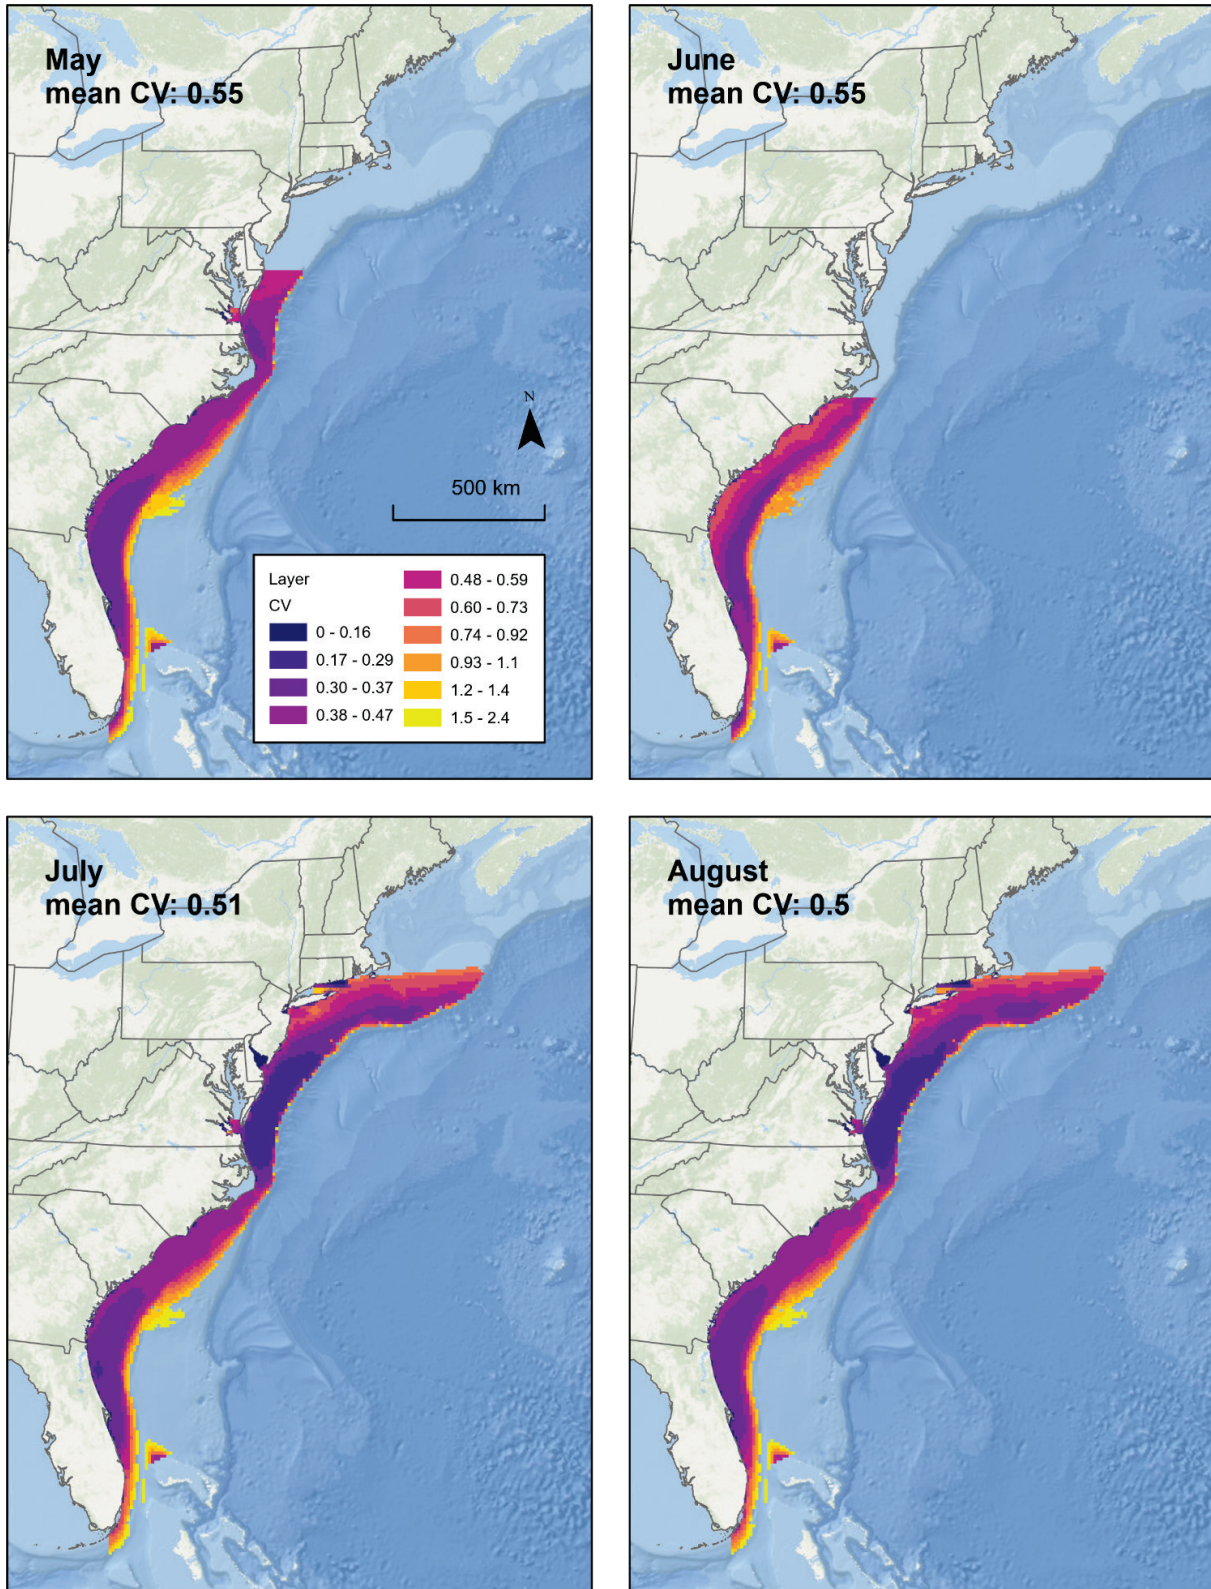 May
mean CV: 0.55
June
mean CV: 0.55
N
500 km
Layer
CV
0 - 0.16
0.17 - 0.29
0.30 - 0.37
0.38 - 0.47
0.48 - 0.59
0.60 - 0.73
0.74 - 0.92
0.93 - 1.1
1.2 - 1.4
1.5 - 2.4
July
mean CV: 0.51
August
mean CV: 0.5